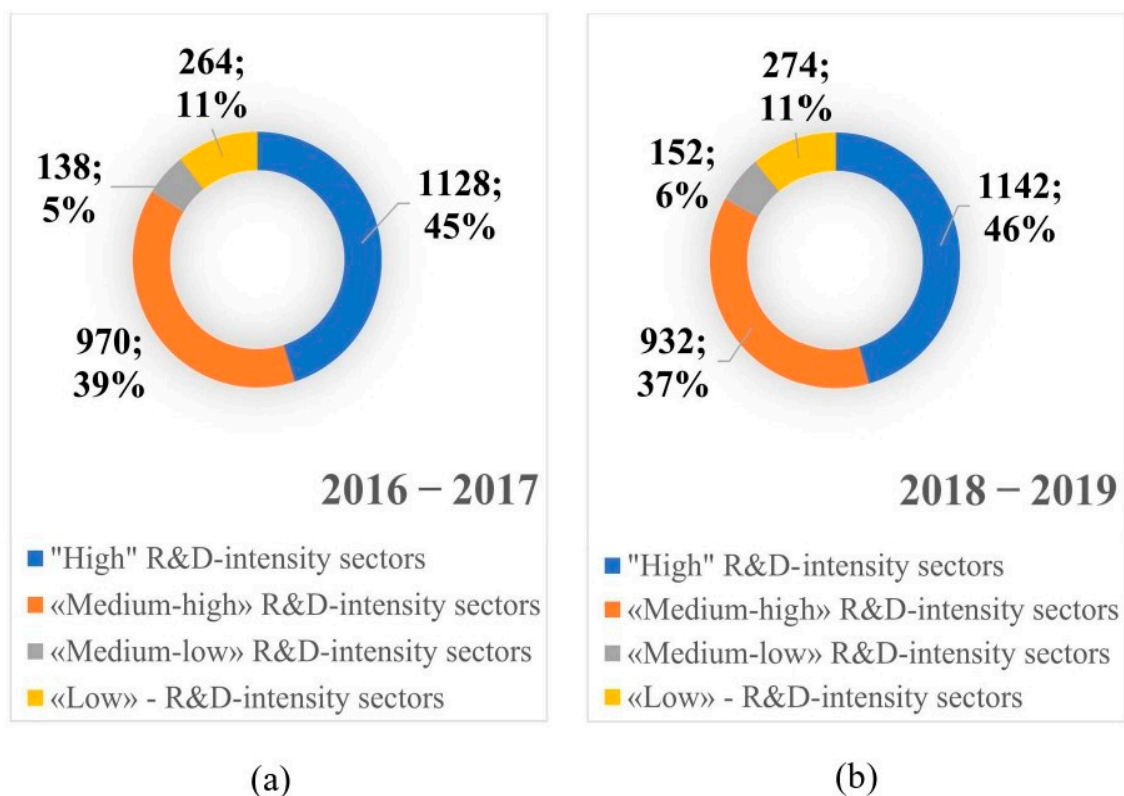 264;
11%
138;
5%
1128;
45%
970;
39%
2016 – 2017
"High" R&D-intensity sectors
«Medium-high» R&D-intensity sectors
«Medium-low» R&D-intensity sectors
«Low» - R&D-intensity sectors
(a)
274;
11%
152;
6%
1142;
46%
932;
37%
2018 – 2019
"High" R&D-intensity sectors
«Medium-high» R&D-intensity sectors
«Medium-low» R&D-intensity sectors
«Low» - R&D-intensity sectors
(b)